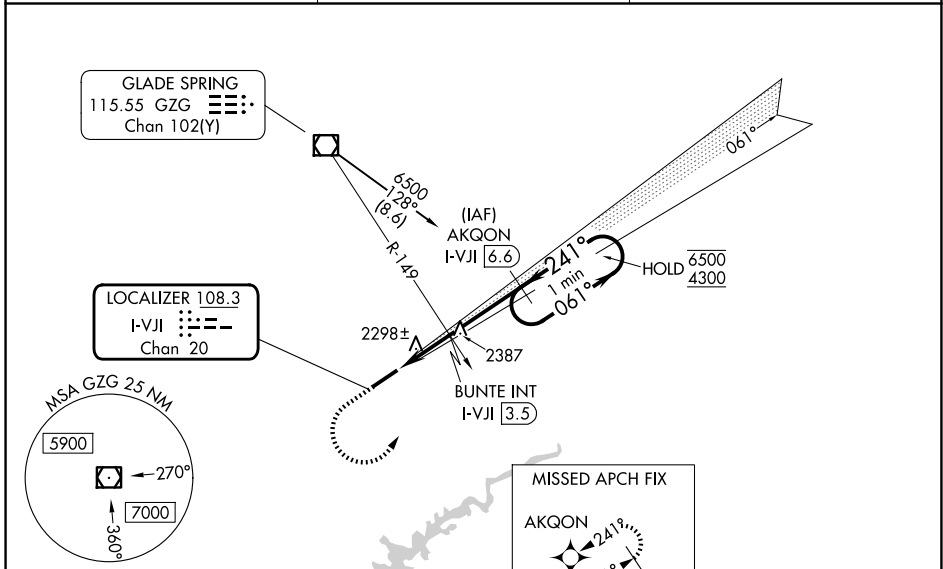 GLADE SPRING
115.55 GZG
Chan 102(Y)
6500
128°
(8.6)
R-149
(IAF)
AKQON
I-VJI 6.6
061°
241°
1 min
061°
HOLD
6500
4300
LOCALIZER 108.3
I-VJI
Chan 20
2298±
2387
BUNTE INT
I-VJI 3.5
MSA GZG 25 NM
5900
270°
7000
360°
MISSED APCH FIX
AKQON
241°